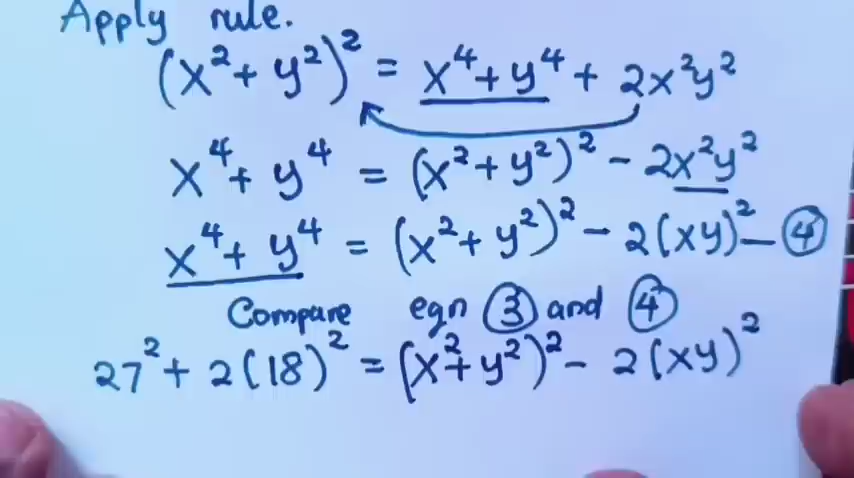 Apply rule.
(x² + y²)² = x⁴ + y⁴ + 2x²y²
x⁴ + y⁴ = (x² + y²)² - 2x²y²
x⁴ + y⁴ = (x² + y²)² - 2(xy)² - ④
Compare eqn ③ and ④
27² + 2(18)² = (x² + y²)² - 2(xy)²